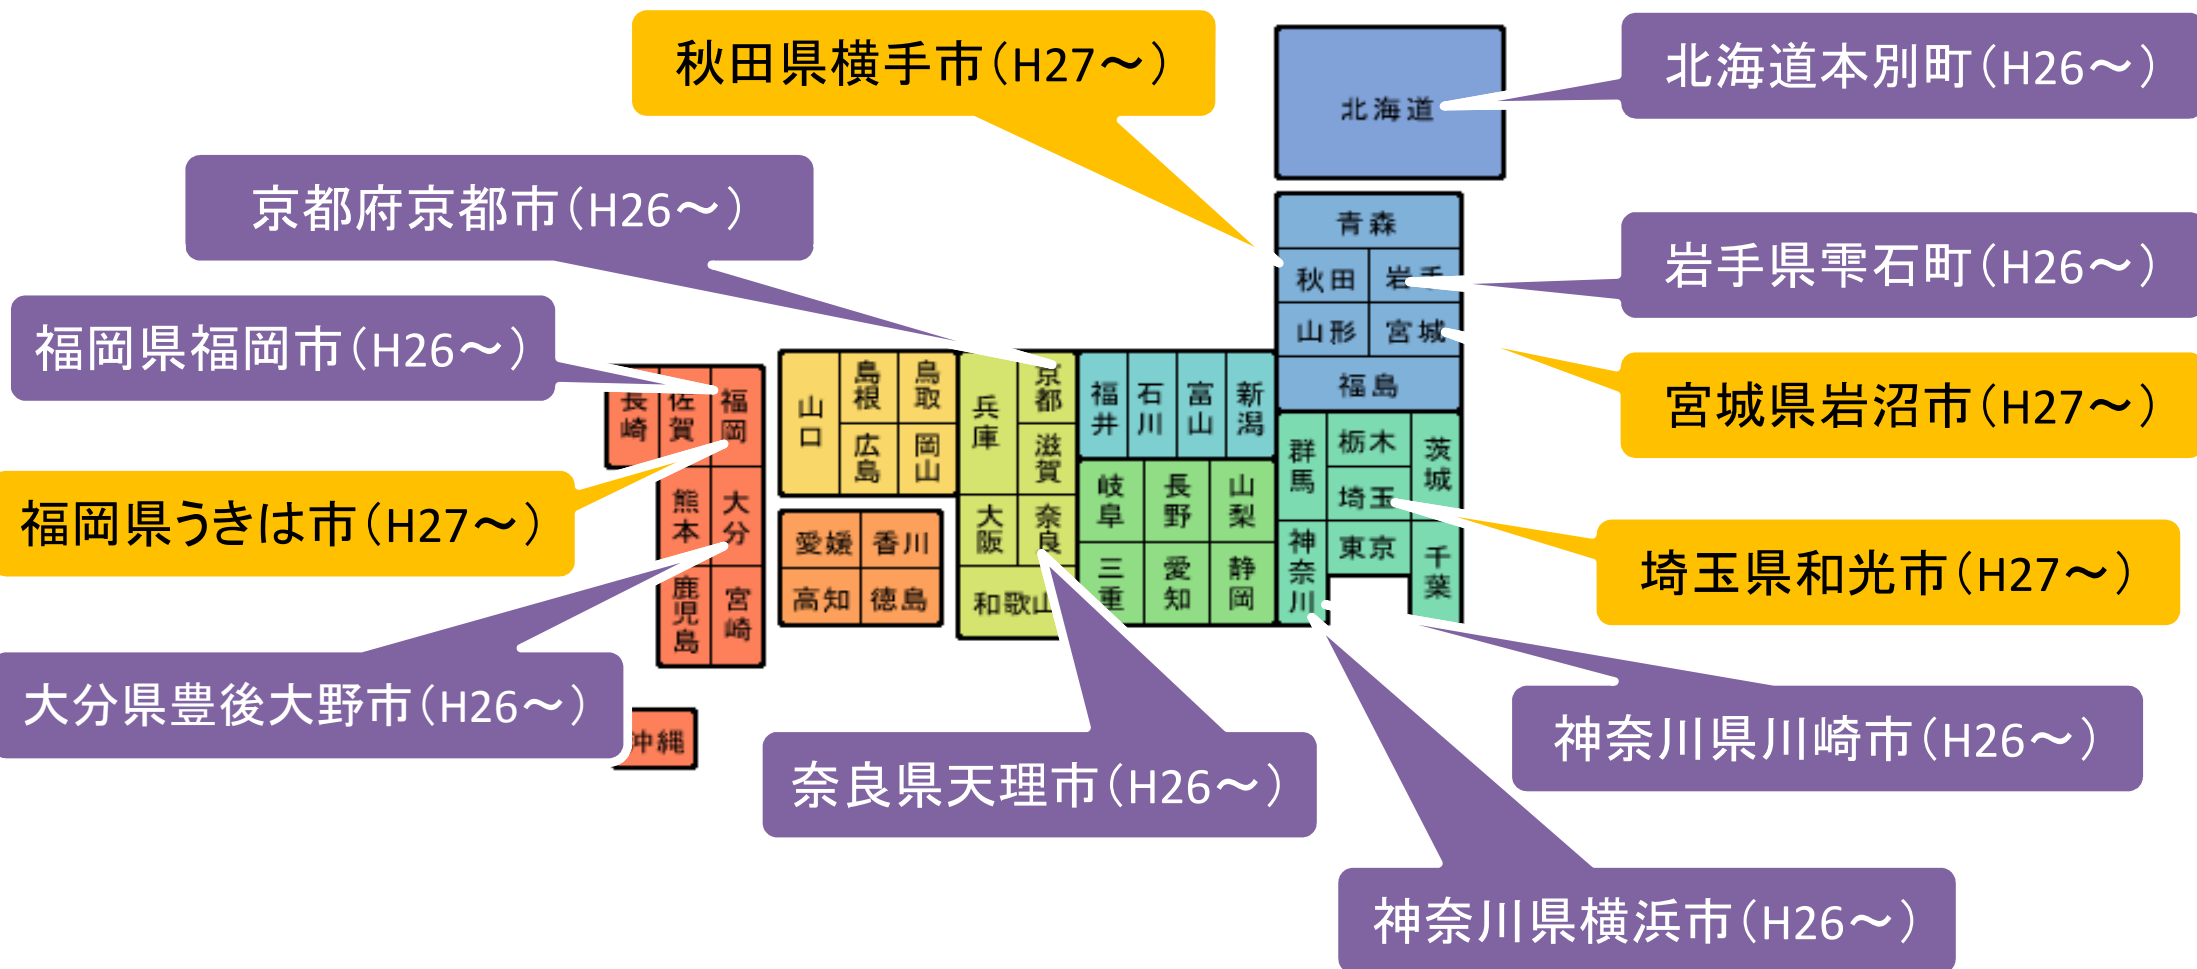 秋田県横手市（H27～）
北海道本別町（H26～）
北海道
京都府京都市（H26～）
青森
岩手県雫石町（H26～）
秋田
岩手
福岡県福岡市（H26～）
山形
宮城
宮城県岩沼市（H27～）
福島
長崎
佐賀
福岡
山口
島根
鳥取
広島
岡山
兵庫
京都
滋賀
大阪
奈良
和歌山
福井
石川
富山
新潟
岐阜
長野
山梨
三重
愛知
静岡
群馬
栃木
茨城
埼玉
神奈川
東京
千葉
福岡県うきは市（H27～）
熊本
大分
愛媛
香川
高知
徳島
埼玉県和光市（H27～）
鹿児島
宮崎
大分県豊後大野市（H26～）
沖縄
奈良県天理市（H26～）
神奈川県川崎市（H26～）
神奈川県横浜市（H26～）